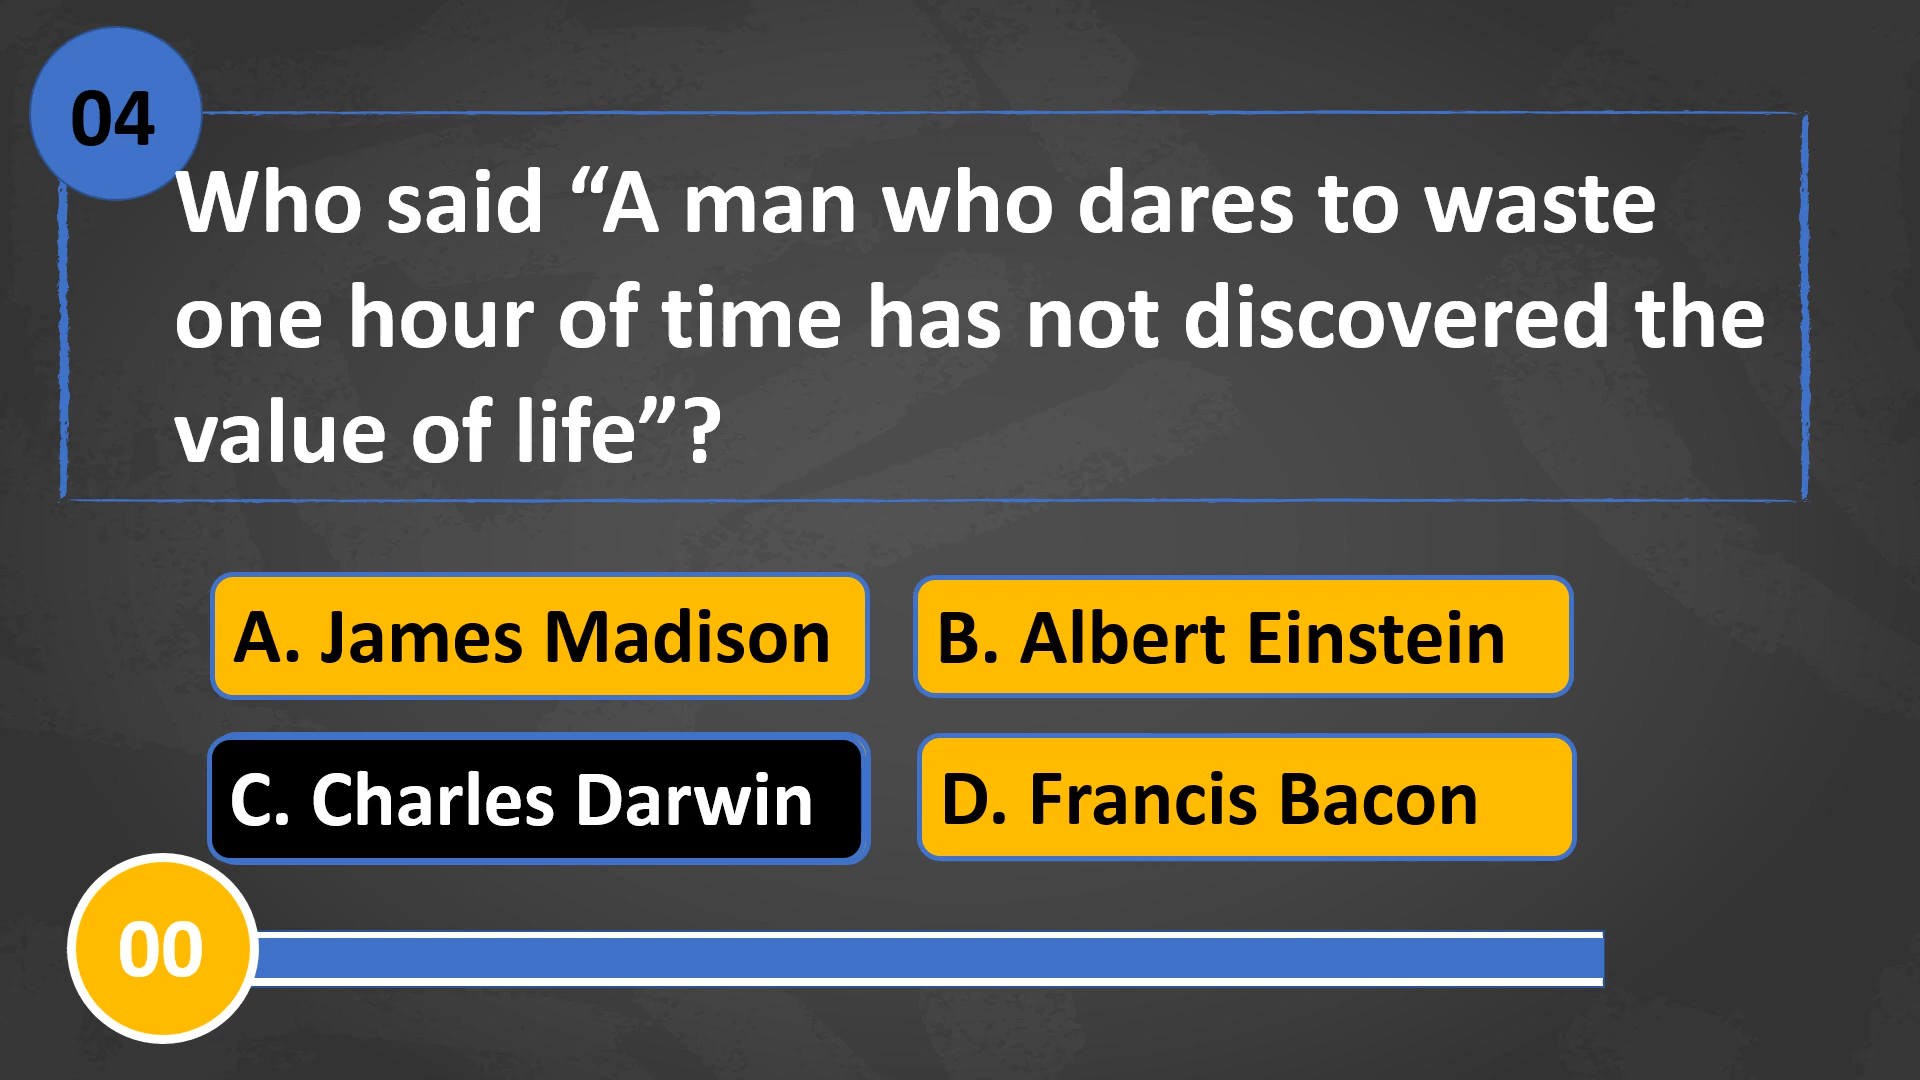 04
Who said “A man who dares to waste
one hour of time has not discovered the
value of life”?
A. James Madison
B. Albert Einstein
C. Charles Darwin
D. Francis Bacon
00